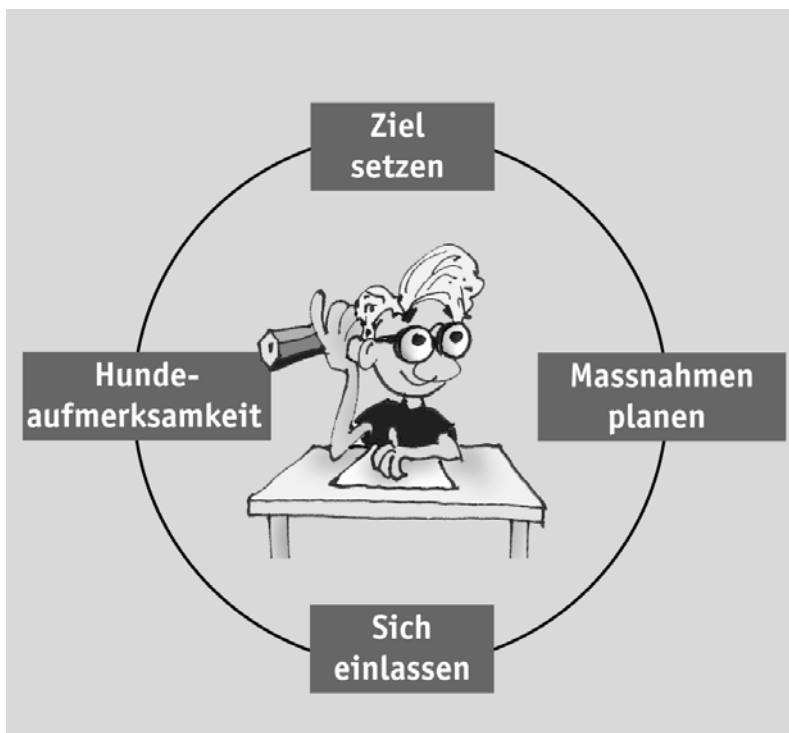 Ziel
setzen
Hunde-
aufmerksamkeit
Massnahmen
planen
Sich
einlassen